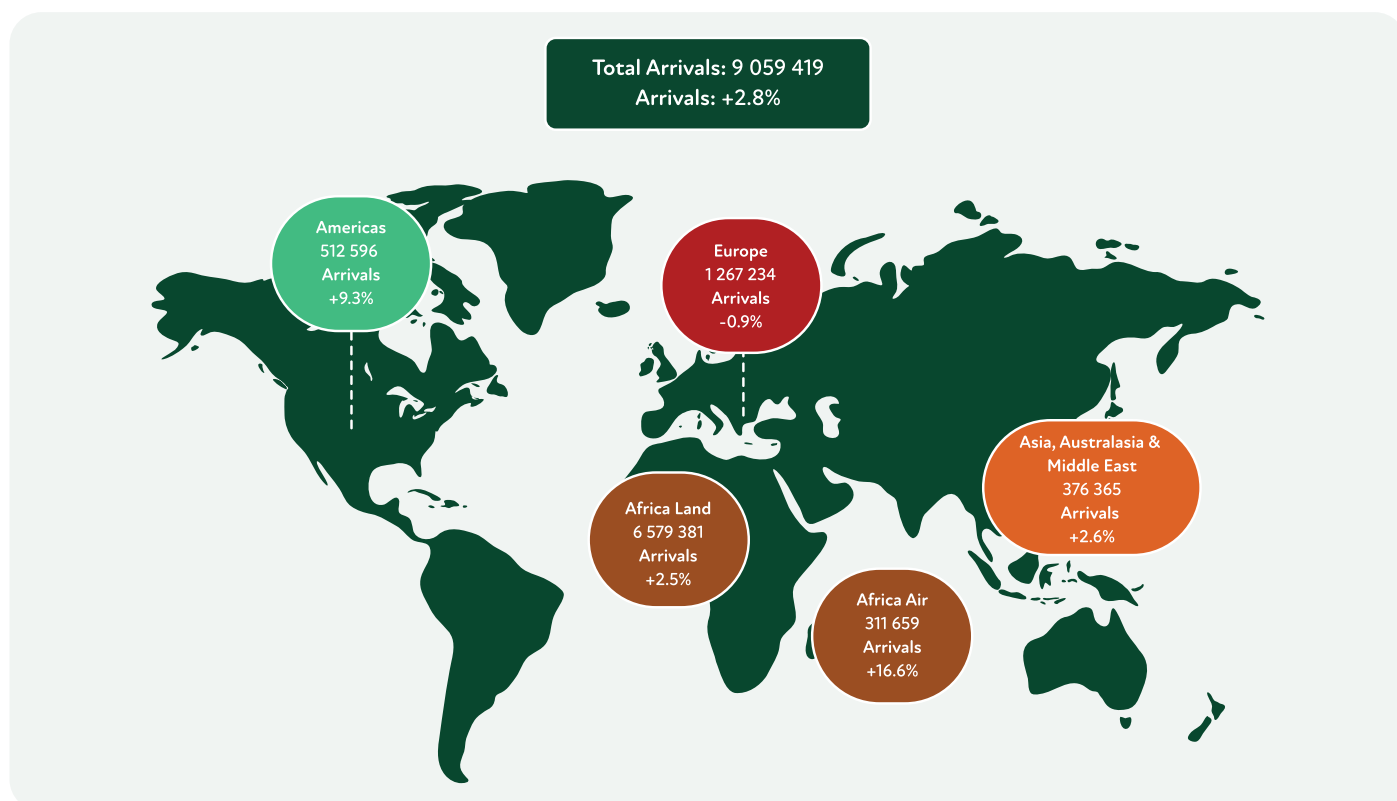 Total Arrivals: 9 059 419
Arrivals: +2.8%
Americas
512 596
Arrivals
+9.3%
Europe
1 267 234
Arrivals
-0.9%
Asia, Australasia &
Middle East
376 365
Arrivals
+2.6%
Africa Land
6 579 381
Arrivals
+2.5%
Africa Air
311 659
Arrivals
+16.6%